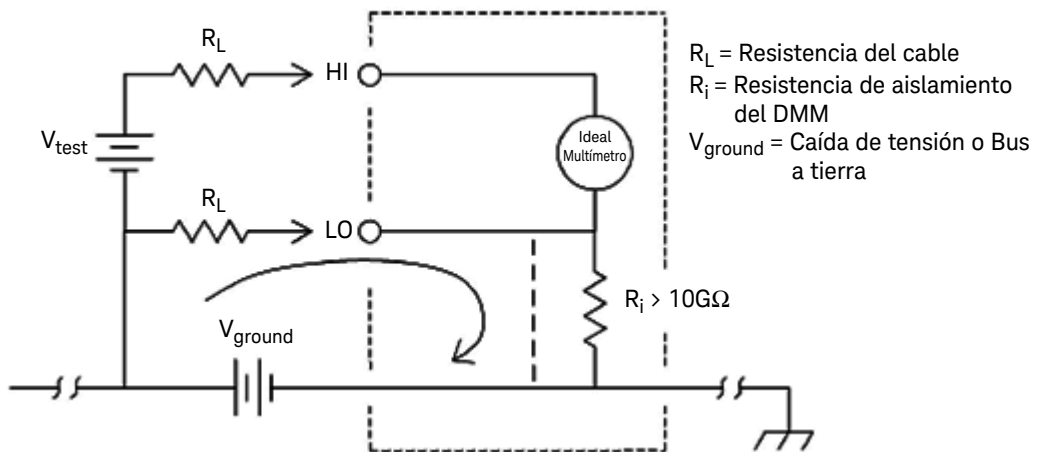 R_L
HI
V_test
Ideal
Multímetro
R_L
LO
R_i > 10GΩ
V_ground
R_L = Resistencia del cable
R_i = Resistencia de aislamiento
del DMM
V_ground = Caída de tensión o Bus
a tierra